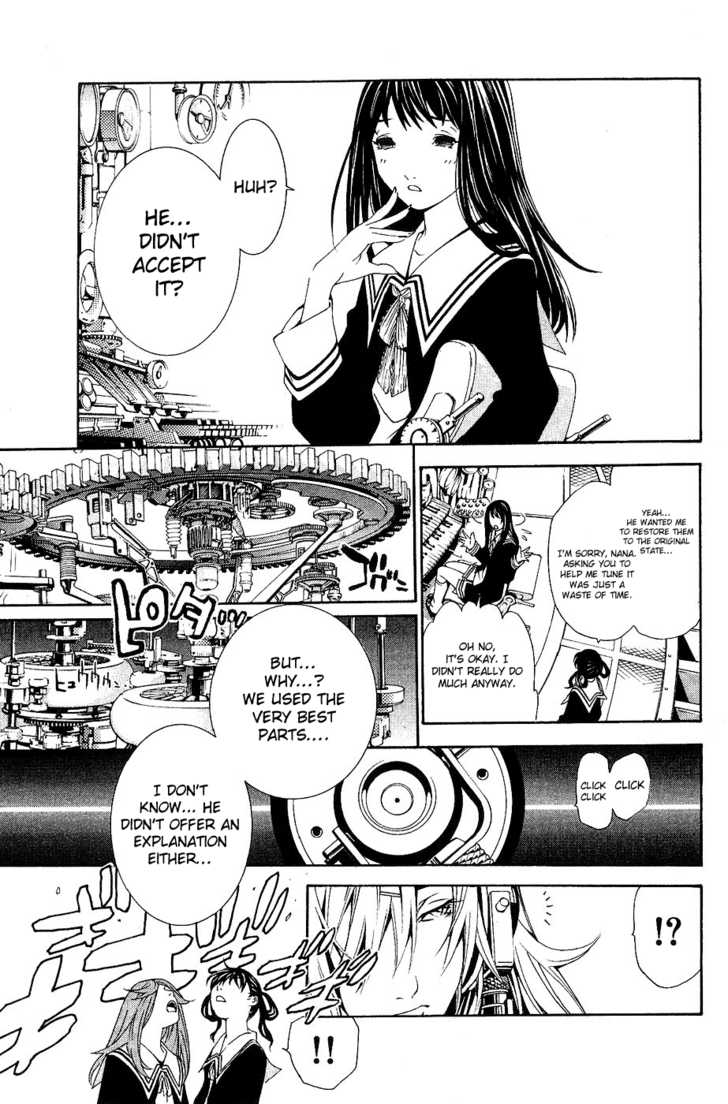 HUH?
HE...
DIDN'T
ACCEPT
IT?
YEAH...
HE WANTED ME
TO RESTORE THEM
TO THE ORIGINAL
STATE...
I'M SORRY, NANA.
ASKING YOU TO
HELP ME TUNE IT
WAS JUST A
WASTE OF TIME.
OH NO,
IT'S OKAY. I
DIDN'T REALLY DO
MUCH ANYWAY.
BUT...
WHY...?
WE USED THE
VERY BEST
PARTS....
I DON'T
KNOW... HE
DIDN'T OFFER AN
EXPLANATION
EITHER...
CLICK CLICK
CLICK
!?
!!